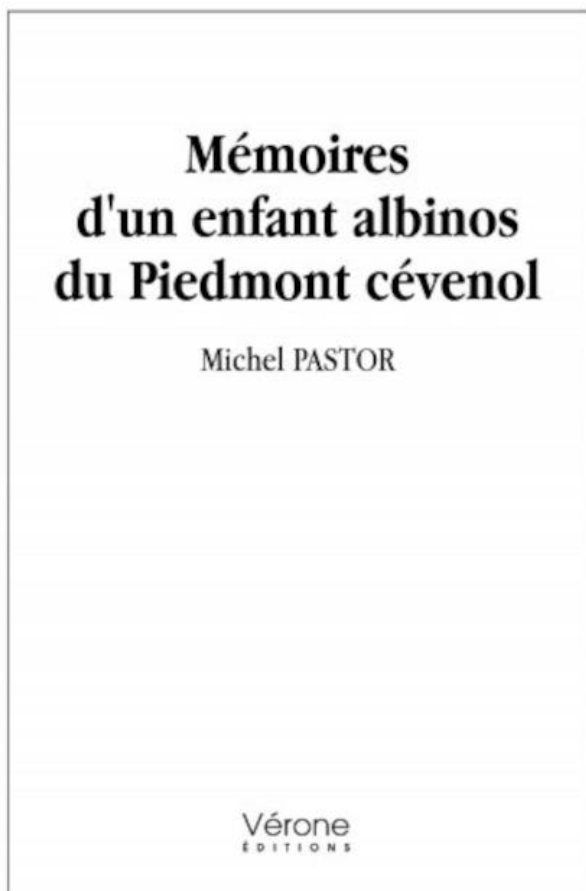 Mémoires
d'un enfant albinos
du Piedmont cévenol
Michel PASTOR
Vérone
ÉDITIONS